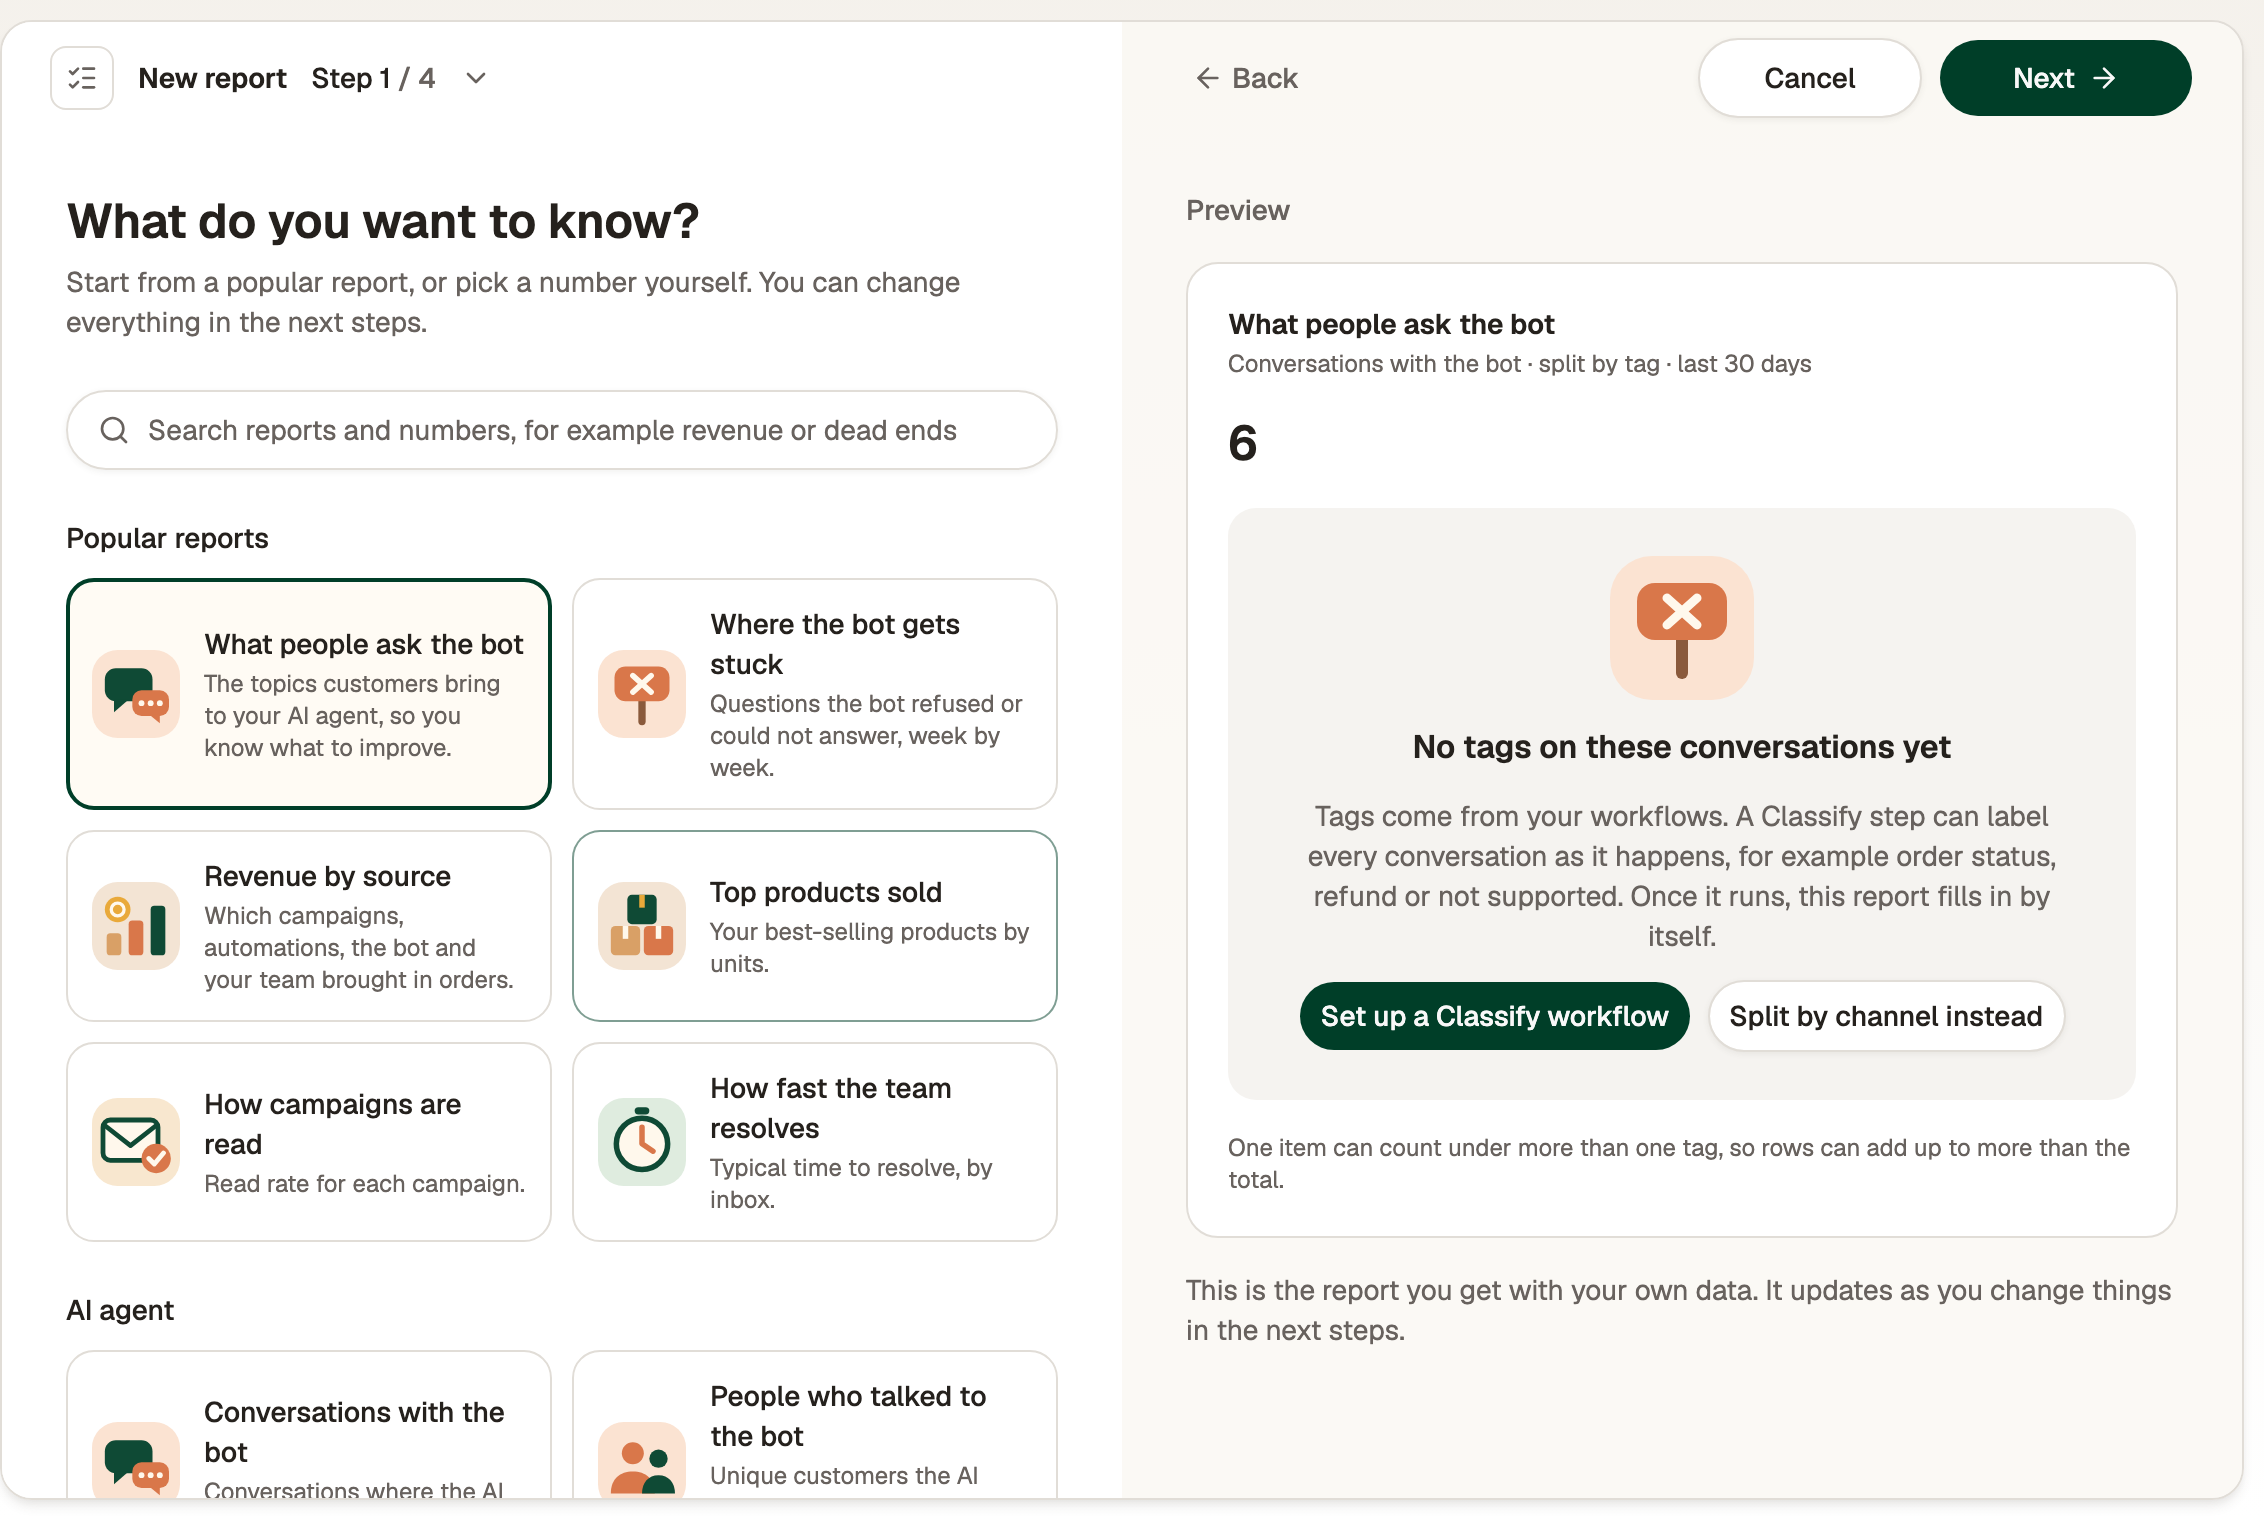 New report Step 1 / 4
Back
Cancel
Next
What do you want to know?
Start from a popular report, or pick a number yourself. You can change
everything in the next steps.
Search reports and numbers, for example revenue or dead ends
Popular reports
What people ask the bot
The topics customers bring
to your AI agent, so you
know what to improve.
Where the bot gets
stuck
Questions the bot refused or
could not answer, week by
week.
Revenue by source
Which campaigns,
automations, the bot and
your team brought in orders.
Top products sold
Your best-selling products by
units.
How campaigns are
read
Read rate for each campaign.
How fast the team
resolves
Typical time to resolve, by
inbox.
AI agent
Conversations with the
bot
Conversations where the AI
People who talked to
the bot
Unique customers the AI
Preview
What people ask the bot
Conversations with the bot · split by tag · last 30 days
6
No tags on these conversations yet
Tags come from your workflows. A Classify step can label
every conversation as it happens, for example order status,
refund or not supported. Once it runs, this report fills in by
itself.
Set up a Classify workflow
Split by channel instead
One item can count under more than one tag, so rows can add up to more than the
total.
This is the report you get with your own data. It updates as you change things
in the next steps.